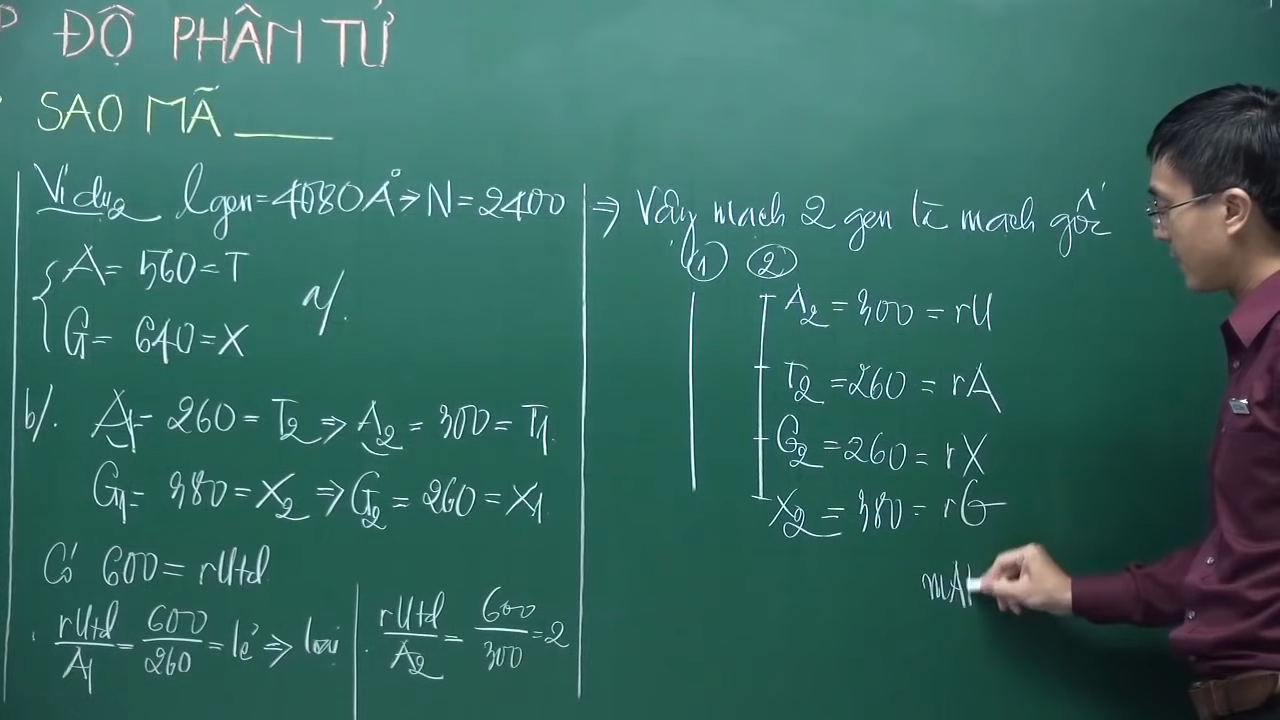 P ĐỘ PHÂN TỬ
SAO MÃ
Ví dụ2 lgen = 4080Å → N = 2400
A = 560 = T
G = 640 = X
a/.
b/. A1 = 260 = T2 ⇒ A2 = 300 = T1
G1 = 380 = X2 ⇒ G2 = 260 = X1
Có 600 = rUtd
rUtd/A1 = 600/260 = lẻ ⇒ loại
rUtd/A2 = 600/300 = 2
⇒ Vậy mạch 2 gen là mạch gốc
1 2
A2 = 300 = rU
T2 = 260 = rA
G2 = 260 = rX
X2 = 380 = rG
mA